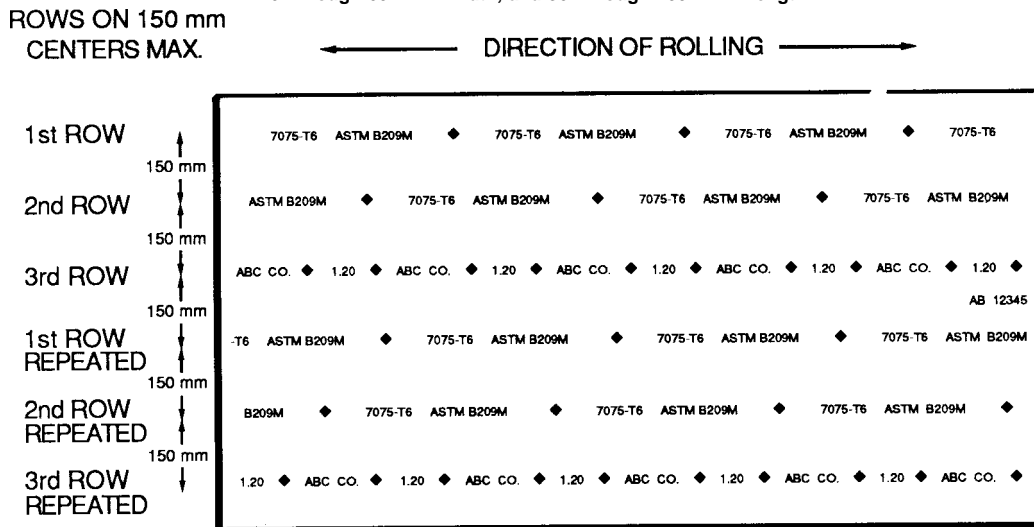 ROWS ON 150 mm
CENTERS MAX.
DIRECTION OF ROLLING
1st ROW
7075-T6 ASTM B209M ◆ 7075-T6 ASTM B209M ◆ 7075-T6 ASTM B209M ◆ 7075-T6
150 mm
2nd ROW
ASTM B209M ◆ 7075-T6 ASTM B209M ◆ 7075-T6 ASTM B209M ◆ 7075-T6 ASTM B209M
150 mm
3rd ROW
ABC CO. ◆ 1.20 ◆ ABC CO. ◆ 1.20 ◆ ABC CO. ◆ 1.20 ◆ ABC CO. ◆ 1.20 ◆ ABC CO. ◆ 1.20 ◆
AB 12345
150 mm
1st ROW
REPEATED
-T6 ASTM B209M ◆ 7075-T6 ASTM B209M ◆ 7075-T6 ASTM B209M ◆ 7075-T6 ASTM B209M
150 mm
2nd ROW
REPEATED
B209M ◆ 7075-T6 ASTM B209M ◆ 7075-T6 ASTM B209M ◆ 7075-T6 ASTM B209M ◆
150 mm
3rd ROW
REPEATED
1.20 ◆ ABC CO. ◆ 1.20 ◆ ABC CO. ◆ 1.20 ◆ ABC CO. ◆ 1.20 ◆ ABC CO. ◆ 1.20 ◆ ABC CO. ◆